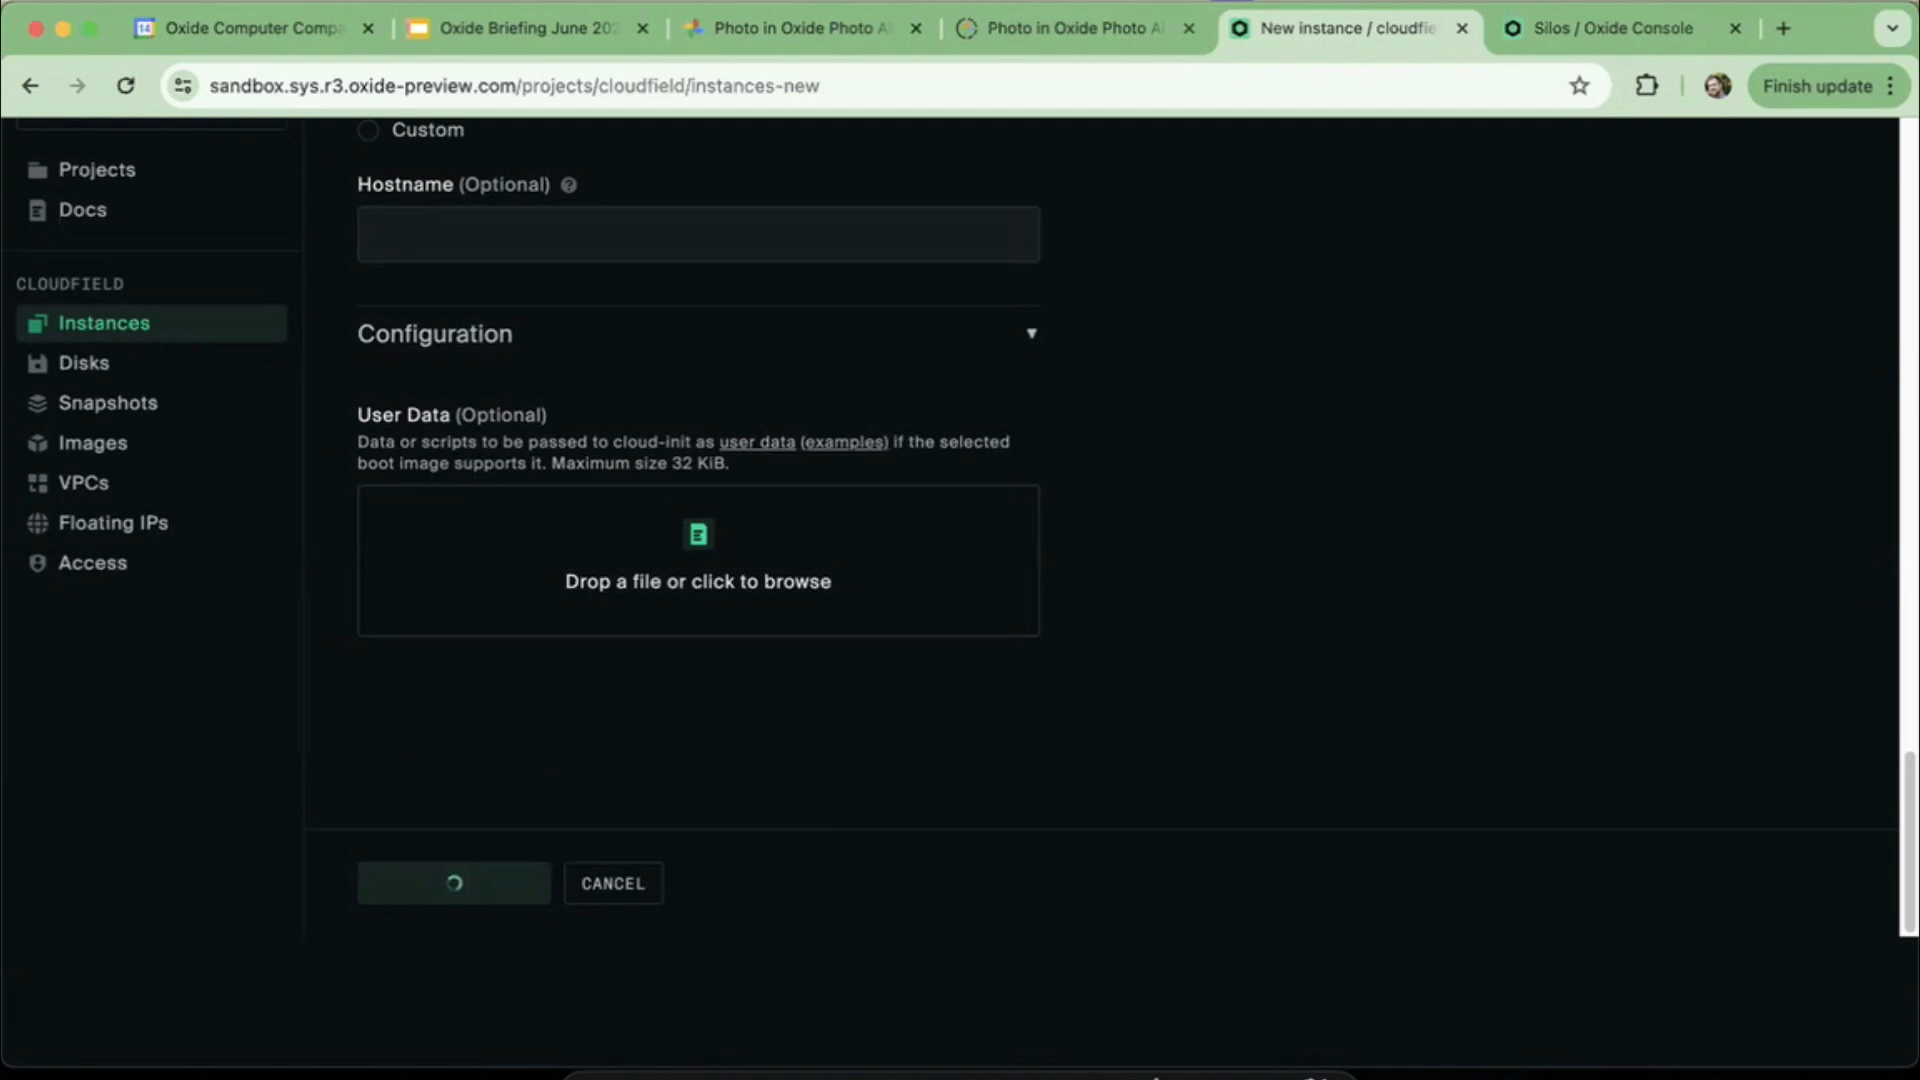 14 Oxide Computer Compa
Oxide Briefing June 202
Photo in Oxide Photo Al
Photo in Oxide Photo Al
New instance / cloudfie
Silos / Oxide Console
sandbox.sys.r3.oxide-preview.com/projects/cloudfield/instances-new
Finish update
Projects
Docs
CLOUDFIELD
Instances
Disks
Snapshots
Images
VPCs
Floating IPs
Access
Custom
Hostname (Optional)
Configuration
User Data (Optional)
Data or scripts to be passed to cloud-init as user data (examples) if the selected
boot image supports it. Maximum size 32 KiB.
Drop a file or click to browse
CANCEL